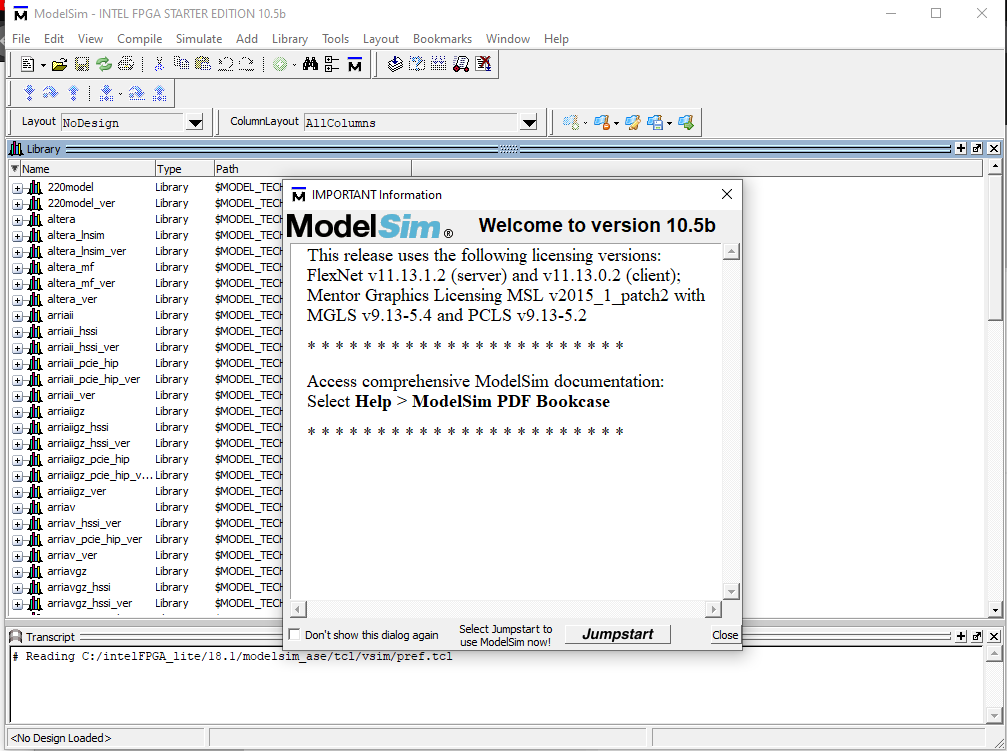 ModelSim - INTEL FPGA STARTER EDITION 10.5b
File Edit View Compile Simulate Add Library Tools Layout Bookmarks Window Help
Layout NoDesign ColumnLayout AllColumns
Library
Name Type Path
220model Library $MODEL_TECH
220model_ver Library $MODEL_TECH
altera Library $MODEL_TECH
altera_lnsim Library $MODEL_TECH
altera_lnsim_ver Library $MODEL_TECH
altera_mf Library $MODEL_TECH
altera_mf_ver Library $MODEL_TECH
altera_ver Library $MODEL_TECH
arriaii Library $MODEL_TECH
arriaii_hssi Library $MODEL_TECH
arriaii_hssi_ver Library $MODEL_TECH
arriaii_pcie_hip Library $MODEL_TECH
arriaii_pcie_hip_ver Library $MODEL_TECH
arriaii_ver Library $MODEL_TECH
arriaiigz Library $MODEL_TECH
arriaiigz_hssi Library $MODEL_TECH
arriaiigz_hssi_ver Library $MODEL_TECH
arriaiigz_pcie_hip Library $MODEL_TECH
arriaiigz_pcie_hip_v... Library $MODEL_TECH
arriaiigz_ver Library $MODEL_TECH
arriav Library $MODEL_TECH
arriav_hssi_ver Library $MODEL_TECH
arriav_pcie_hip_ver Library $MODEL_TECH
arriav_ver Library $MODEL_TECH
arriavgz Library $MODEL_TECH
arriavgz_hssi Library $MODEL_TECH
arriavgz_hssi_ver Library $MODEL_TECH
IMPORTANT Information
ModelSim® Welcome to version 10.5b
This release uses the following licensing versions:
FlexNet v11.13.1.2 (server) and v11.13.0.2 (client);
Mentor Graphics Licensing MSL v2015_1_patch2 with
MGLS v9.13-5.4 and PCLS v9.13-5.2
* * * * * * * * * * * * * * * * * * * * * * *
Access comprehensive ModelSim documentation:
Select Help > ModelSim PDF Bookcase
* * * * * * * * * * * * * * * * * * * * * * *
Don't show this dialog again
Select Jumpstart to
use ModelSim now!
Jumpstart
Close
Transcript
# Reading C:/intelFPGA_lite/18.1/modelsim_ase/tcl/vsim/pref.tcl
<No Design Loaded>